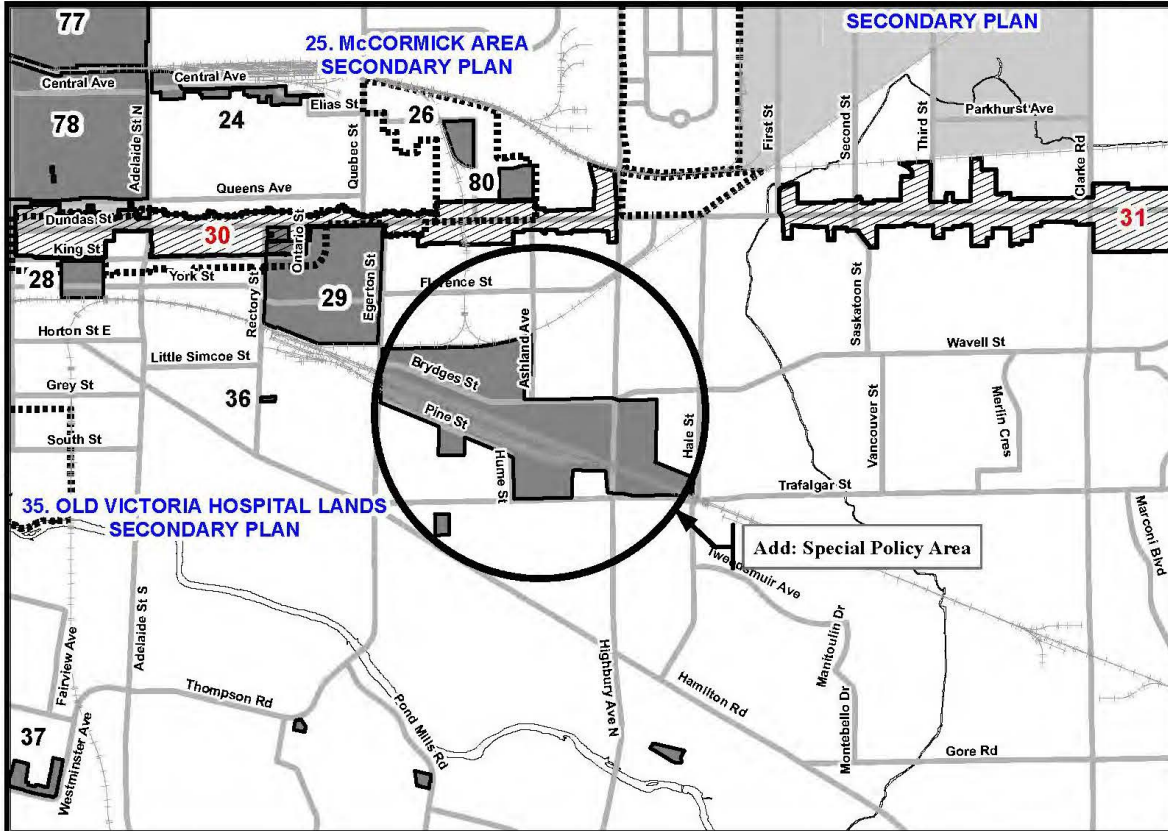 77
SECONDARY PLAN
25. McCORMICK AREA
SECONDARY PLAN
Central Ave
Central Ave
Elias St
26
Parkhurst Ave
78
24
Adelaide St N
Quebec St
First St
Second St
Third St
Clarke Rd
80
Queens Ave
Dundas St
30
Ontario St
31
King St
28
York St
Rectory St
29
Egerton St
Florence St
Saskatoon St
Horton St E
Little Simcoe St
Wavell St
Ashland Ave
Brydges St
Grey St
36
Pine St
Vancouver St
Merlin Cres
South St
Hume St
Hale St
Trafalgar St
35. OLD VICTORIA HOSPITAL LANDS
SECONDARY PLAN
Add: Special Policy Area
Marconi Blvd
Tweedsmuir Ave
Adelaide St S
Fairview Ave
Manitoulin Dr
Highbury Ave N
Thompson Rd
Hamilton Rd
Pond Mills Rd
Montebello Dr
Gore Rd
37
Westminster Ave